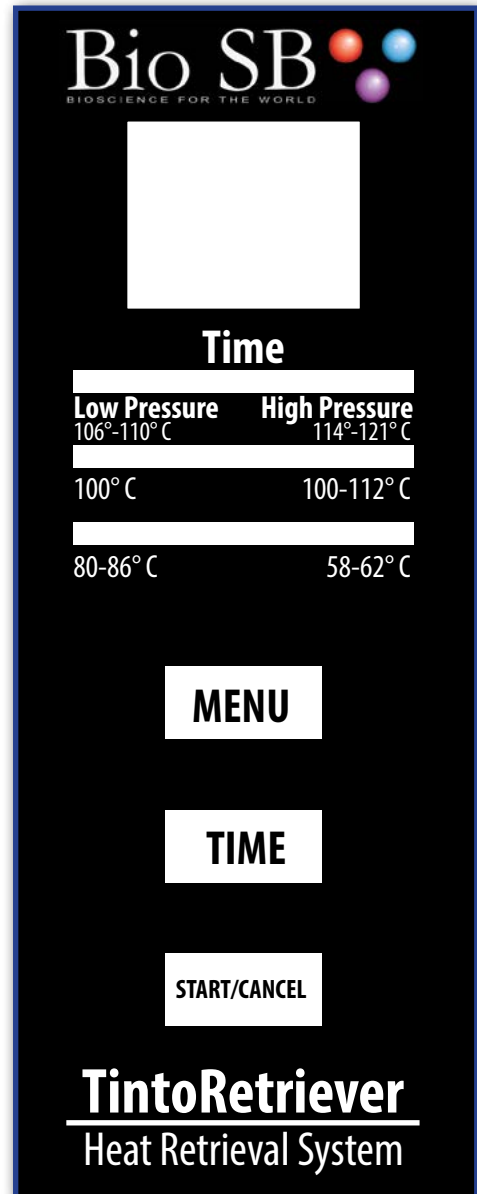 Bio SB
BIOSCIENCE FOR THE WORLD
Time
Low Pressure High Pressure
106°-110° C 114°-121° C
100° C 100-112° C
80-86° C 58-62° C
MENU
TIME
START/CANCEL
TintoRetriever
Heat Retrieval System